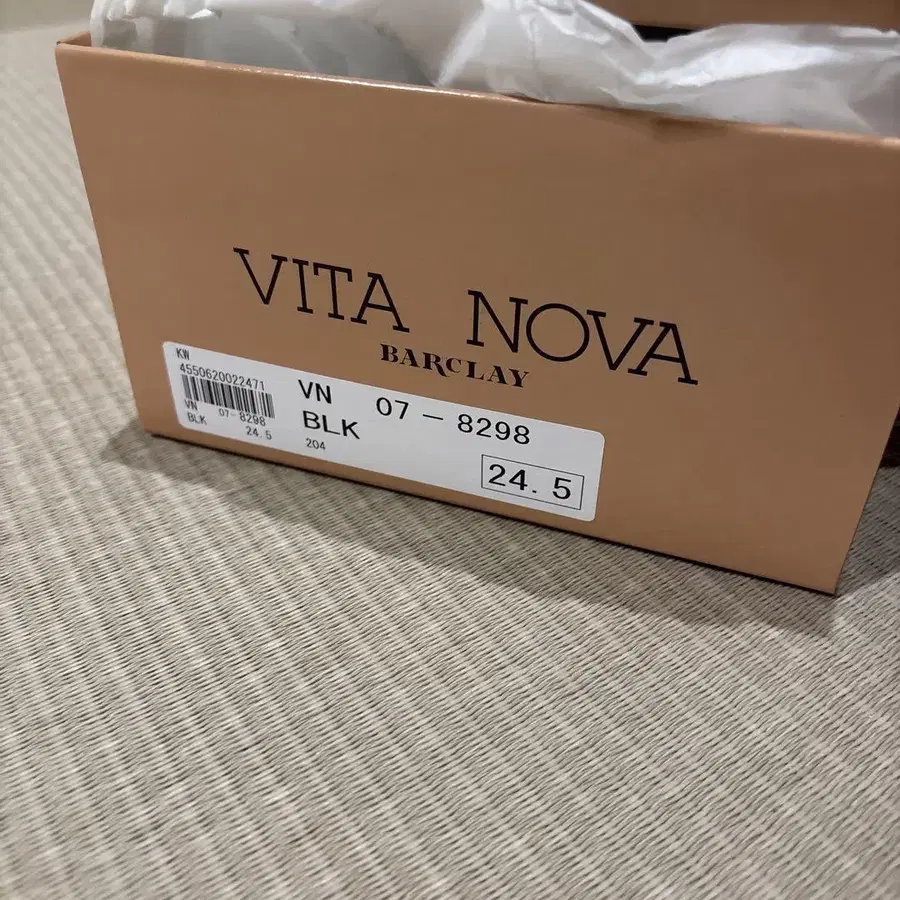 VITA NOVA
BARCLAY
KW
4550620022471
VN 07-8298
BLK 24.5
VN 07-8298
BLK
204
24.5